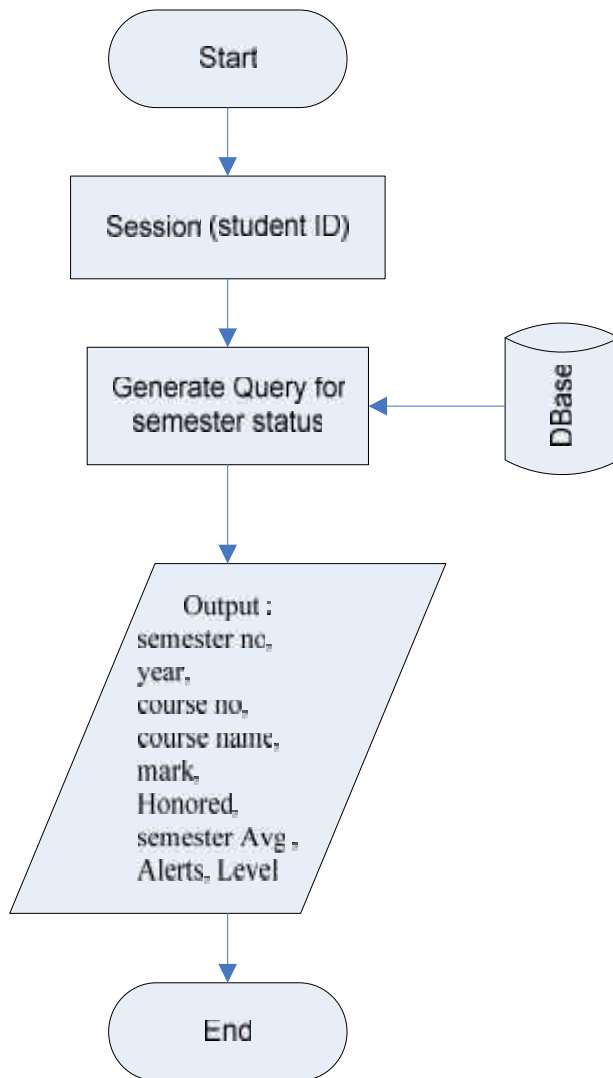 Start
Session (student ID)
Generate Query for
semester status
DBase
Output :
semester no,
year,
course no,
course name,
mark,
Honored,
semester Avg ,
Alerts, Level
End